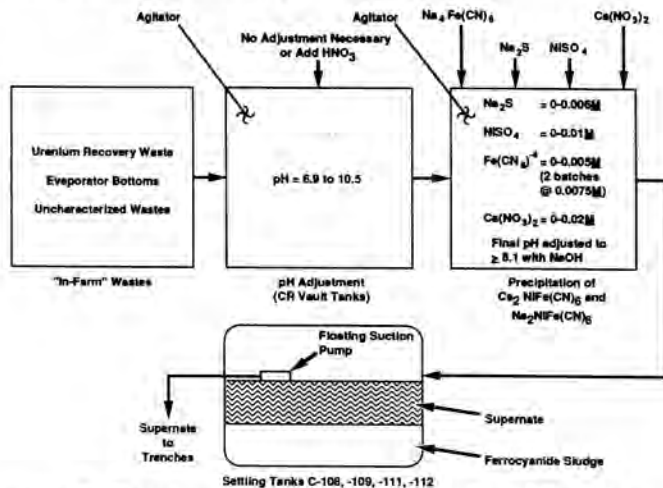 Agitator
No Adjustment Necessary
or Add HNO3
Agitator
Na4Fe(CN)6
Na2S
NiSO4
Ca(NO3)2
Uranium Recovery Waste
Evaporator Bottoms
Uncharacterized Wastes
pH = 6.9 to 10.5
Na2S = 0-0.006M
NiSO4 = 0-0.01M
Fe(CN6)-4 = 0-0.005M
(2 batches
@ 0.0075M)
Ca(NO3)2 = 0-0.02M
Final pH adjusted to
≥ 8.1 with NaOH
"In-Farm" Wastes
pH Adjustment
(CR Vault Tanks)
Precipitation of
Cs2 NiFe(CN)6 and
Na2NiFe(CN)6
Floating Suction
Pump
Supernate
to
Trenches
Supernate
Ferrocyanide Sludge
Settling Tanks C-108, -109, -111, -112